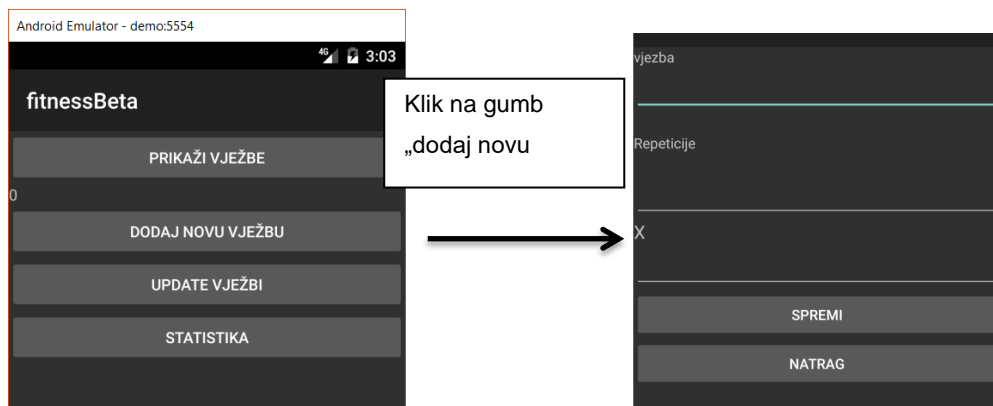 Android Emulator - demo:5554
4G 3:03
fitnessBeta
PRIKAŽI VJEŽBE
0
DODAJ NOVU VJEŽBU
UPDATE VJEŽBI
STATISTIKA
Klik na gumb
„dodaj novu
vjezba
Repeticije
X
SPREMI
NATRAG